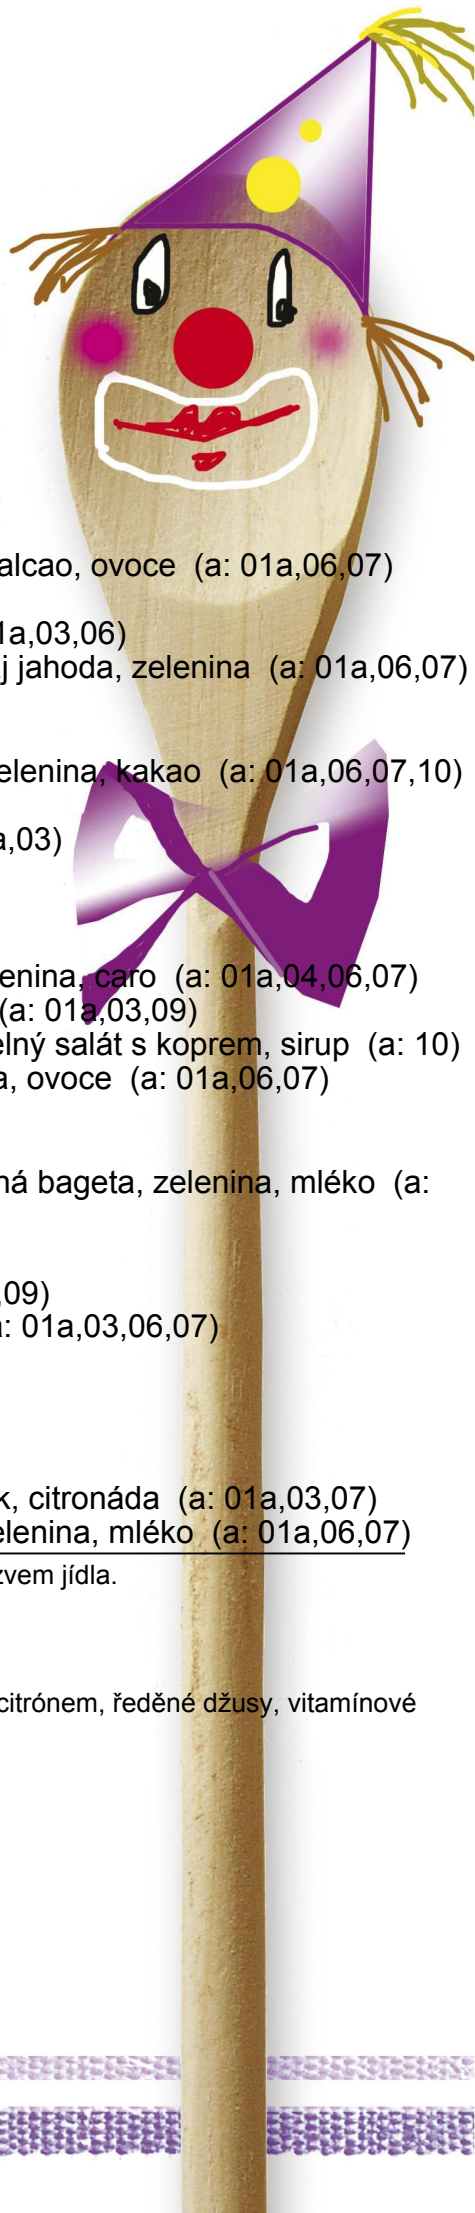 alcao, ovoce (a: 01a,06,07)
1a,03,06)
j jahoda, zelenina (a: 01a,06,07)
elenina, kakao (a: 01a,06,07,10)
a,03)
enina, caro (a: 01a,04,06,07)
(a: 01a,03,09)
elný salát s koprem, sirup (a: 10)
a, ovoce (a: 01a,06,07)
ná bageta, zelenina, mléko (a:
,09)
a: 01a,03,06,07)
k, citronáda (a: 01a,03,07)
elenina, mléko (a: 01a,06,07)
zvem jídla.
citrónem, ředěné džusy, vitamínové